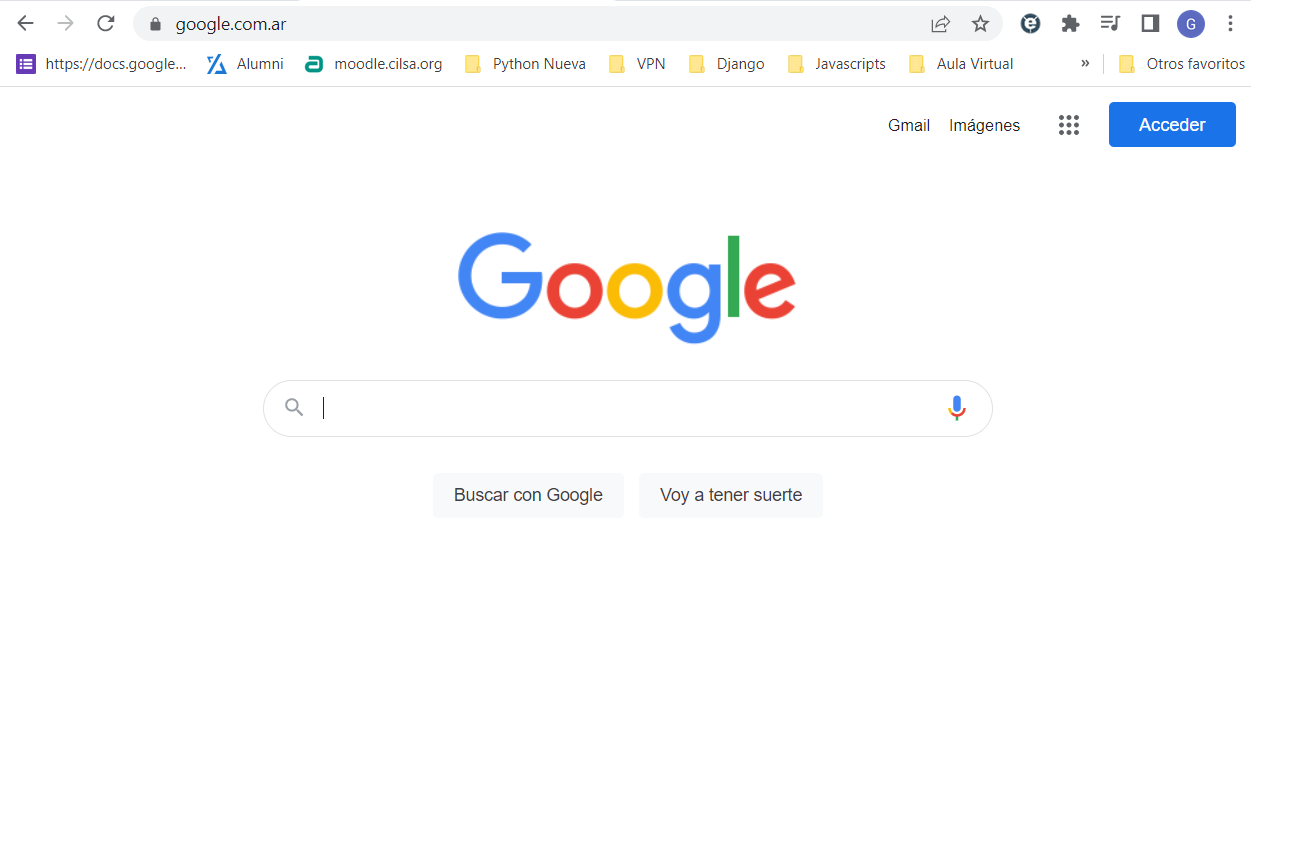 google.com.ar G
https://docs.google... Alumni moodle.cilsa.org Python Nueva VPN Django Javascripts Aula Virtual » Otros favoritos
Gmail Imágenes Acceder
Google
Buscar con Google Voy a tener suerte